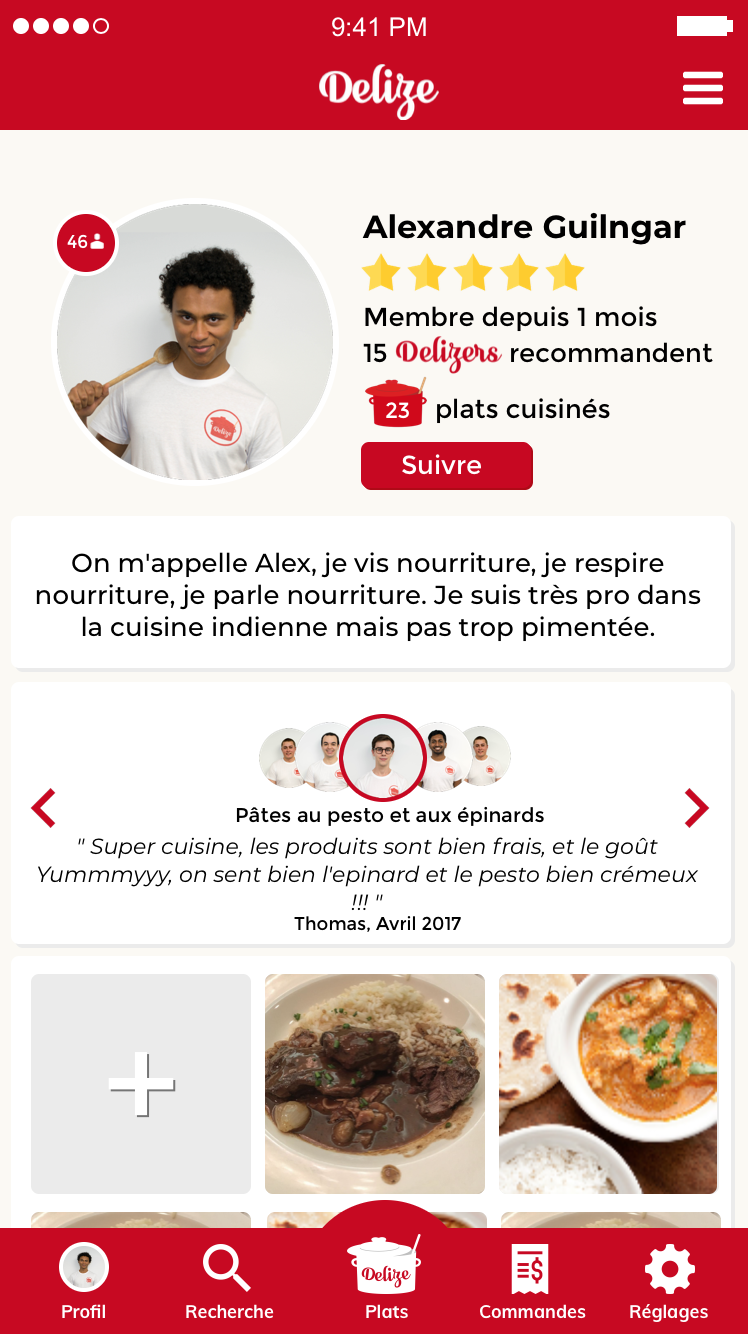 9:41 PM
Delize
46
Alexandre Guilngar
Membre depuis 1 mois
15 Delizers recommandent
23 plats cuisinés
Suivre
Delize
On m'appelle Alex, je vis nourriture, je respire
nourriture, je parle nourriture. Je suis très pro dans
la cuisine indienne mais pas trop pimentée.
Pâtes au pesto et aux épinards
" Super cuisine, les produits sont bien frais, et le goût
Yummmyyy, on sent bien l'epinard et le pesto bien crémeux
!!! "
Thomas, Avril 2017
Delize
Profil
Recherche
Plats
Commandes
Réglages